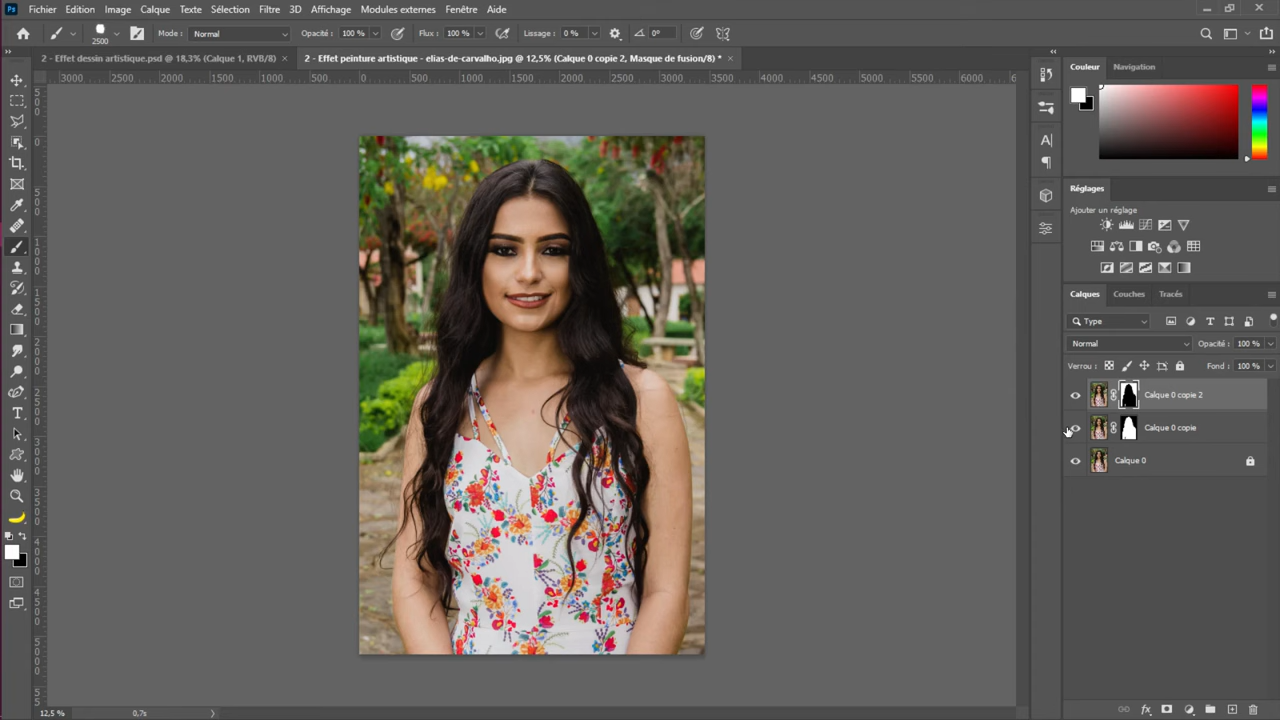 Ps Fichier Edition Image Calque Texte Sélection Filtre 3D Affichage Modules externes Fenêtre Aide
2500 Mode : Normal Opacité : 100 % Flux : 100 % Lissage : 0 % 0°
2 - Effet dessin artistique.psd @ 18,3% (Calque 1, RVB/8) × 2 - Effet peinture artistique - elias-de-carvalho.jpg @ 12,5% (Calque 0 copie 2, Masque de fusion/8) * ×
3000 2500 2000 1500 1000 500 0 500 1000 1500 2000 2500 3000 3500 4000 4500 5000 5500 6000
Couleur Navigation
Réglages
Ajouter un réglage
Calques Couches Tracés
Type
Normal Opacité : 100 %
Verrou : Fond : 100 %
Calque 0 copie 2
Calque 0 copie
Calque 0
12,5 % 0,7s